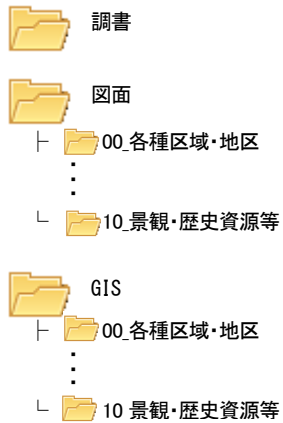 調書
図面
├ 00_各種区域・地区
・
・
・
└ 10_景観・歴史資源等
GIS
├ 00_各種区域・地区
・
・
・
└ 10 景観・歴史資源等